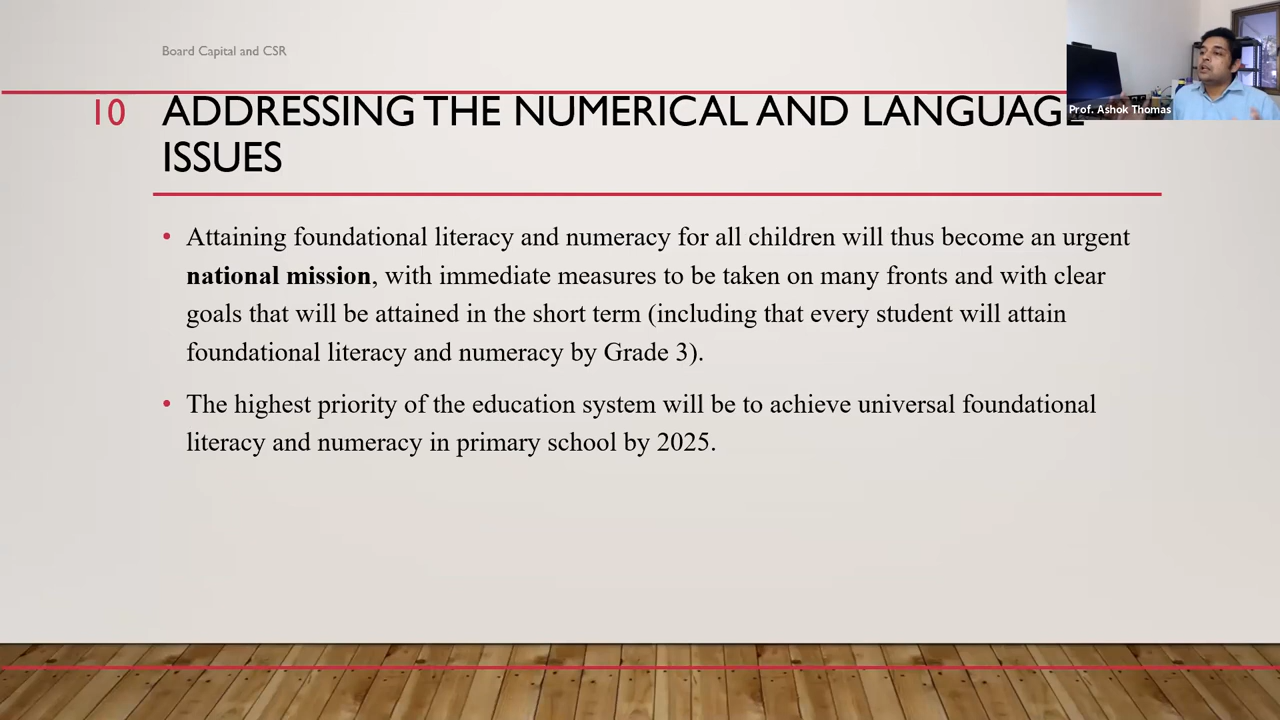 Board Capital and CSR
10
ADDRESSING THE NUMERICAL AND LANGUAGE
ISSUES
Prof. Ashok Thomas
• Attaining foundational literacy and numeracy for all children will thus become an urgent
national mission, with immediate measures to be taken on many fronts and with clear
goals that will be attained in the short term (including that every student will attain
foundational literacy and numeracy by Grade 3).
• The highest priority of the education system will be to achieve universal foundational
literacy and numeracy in primary school by 2025.